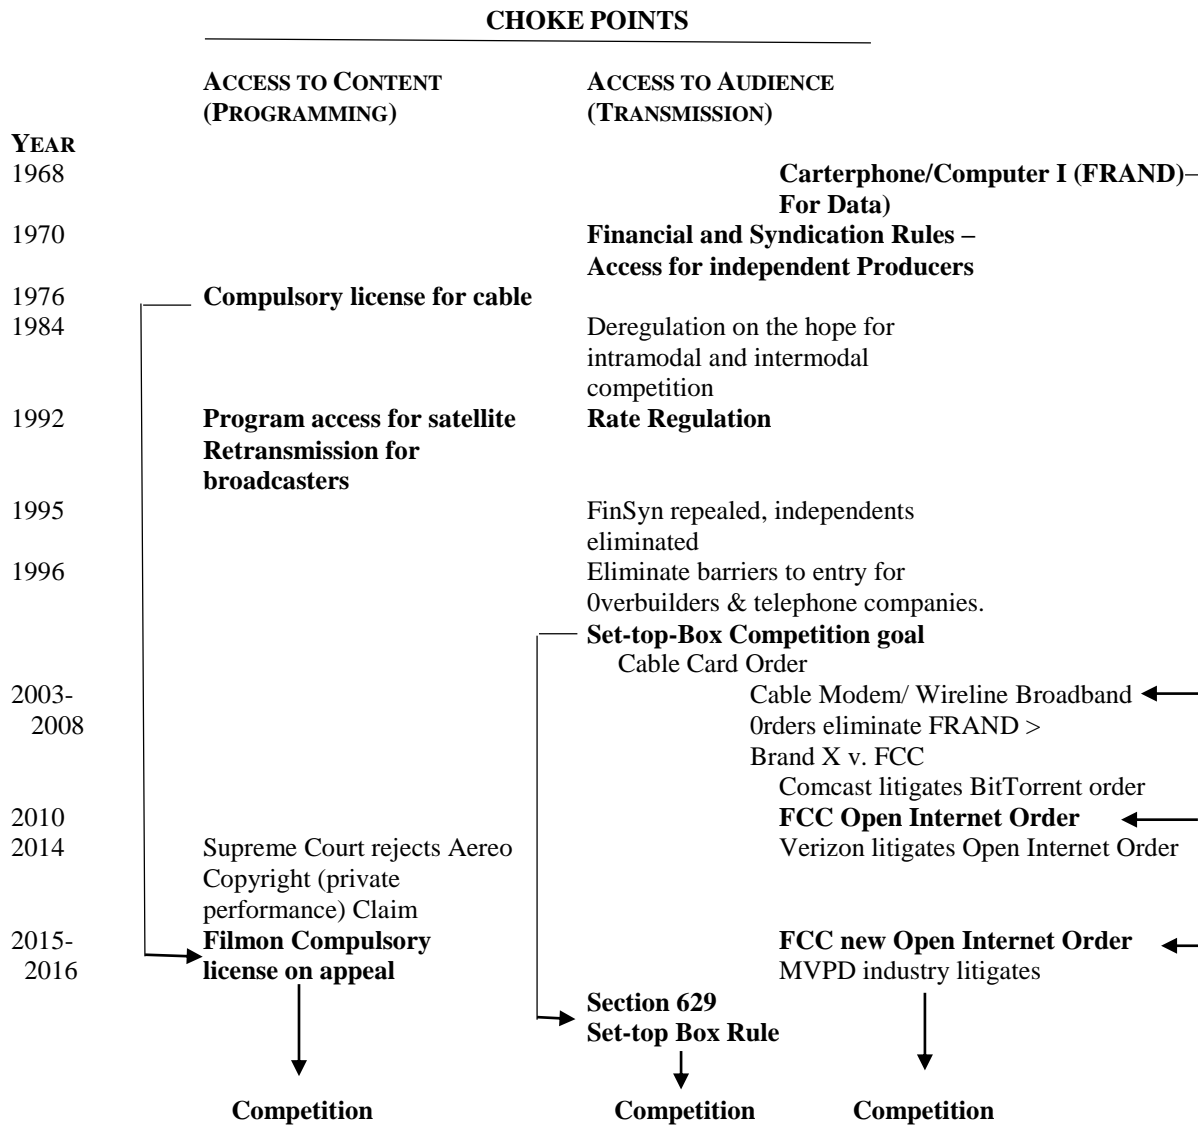 CHOKE POINTS
ACCESS TO CONTENT
(PROGRAMMING)
ACCESS TO AUDIENCE
(TRANSMISSION)
YEAR
1968
Carterphone/Computer I (FRAND)–
For Data)
1970
Financial and Syndication Rules –
Access for independent Producers
1976
Compulsory license for cable
1984
Deregulation on the hope for
intramodal and intermodal
competition
1992
Program access for satellite
Retransmission for
broadcasters
Rate Regulation
1995
FinSyn repealed, independents
eliminated
1996
Eliminate barriers to entry for
0verbuilders & telephone companies.
Set-top-Box Competition goal
Cable Card Order
2003-
2008
Cable Modem/ Wireline Broadband
0rders eliminate FRAND >
Brand X v. FCC
Comcast litigates BitTorrent order
2010
FCC Open Internet Order
2014
Supreme Court rejects Aereo
Copyright (private
performance) Claim
Verizon litigates Open Internet Order
2015-
2016
Filmon Compulsory
license on appeal
FCC new Open Internet Order
MVPD industry litigates
Section 629
Set-top Box Rule
Competition
Competition
Competition